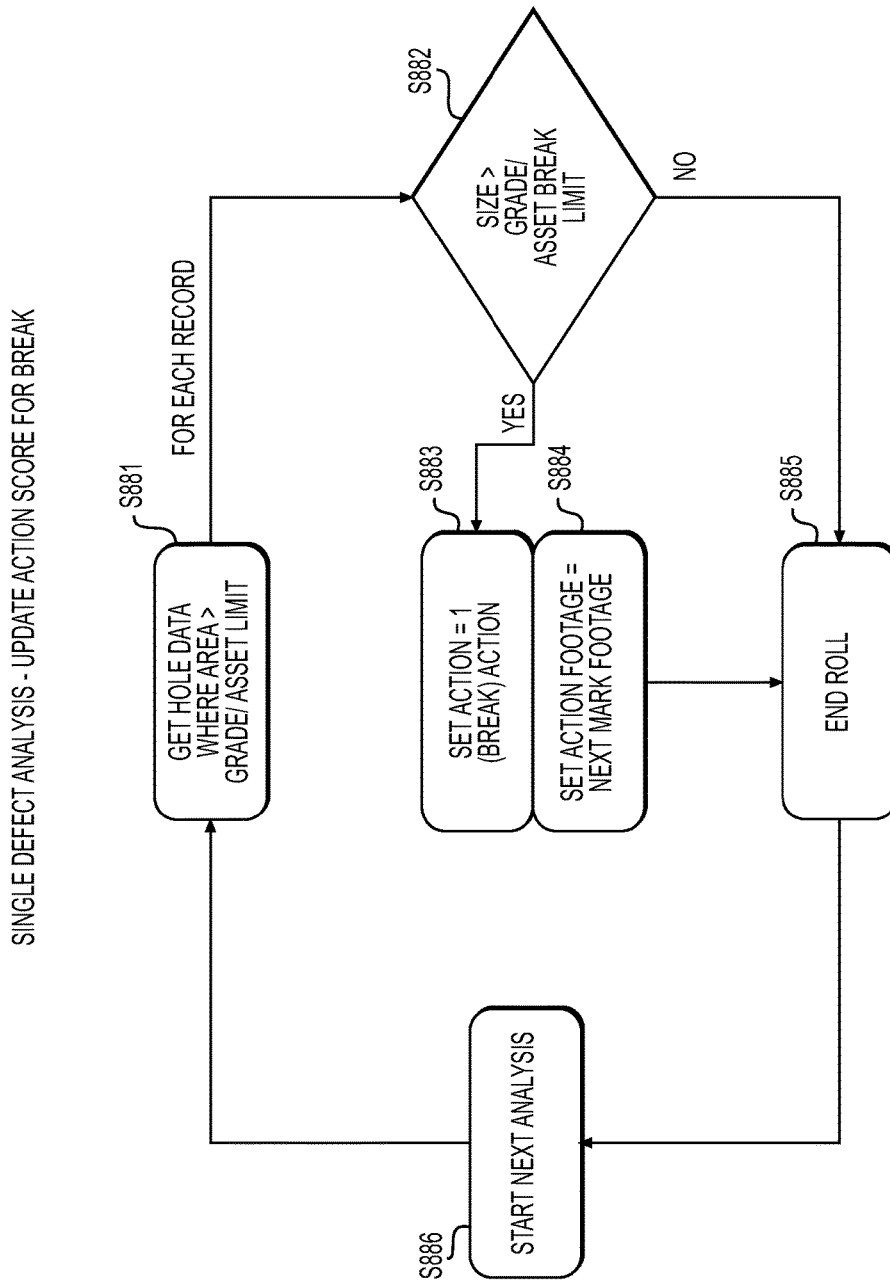 SINGLE DEFECT ANALYSIS - UPDATE ACTION SCORE FOR BREAK
S881
GET HOLE DATA
WHERE AREA >
GRADE/ ASSET LIMIT
FOR EACH RECORD
S882
SIZE >
GRADE/
ASSET BREAK
LIMIT
YES
NO
S883
SET ACTION = 1
(BREAK) ACTION
S884
SET ACTION FOOTAGE =
NEXT MARK FOOTAGE
S885
END ROLL
S886
START NEXT ANALYSIS